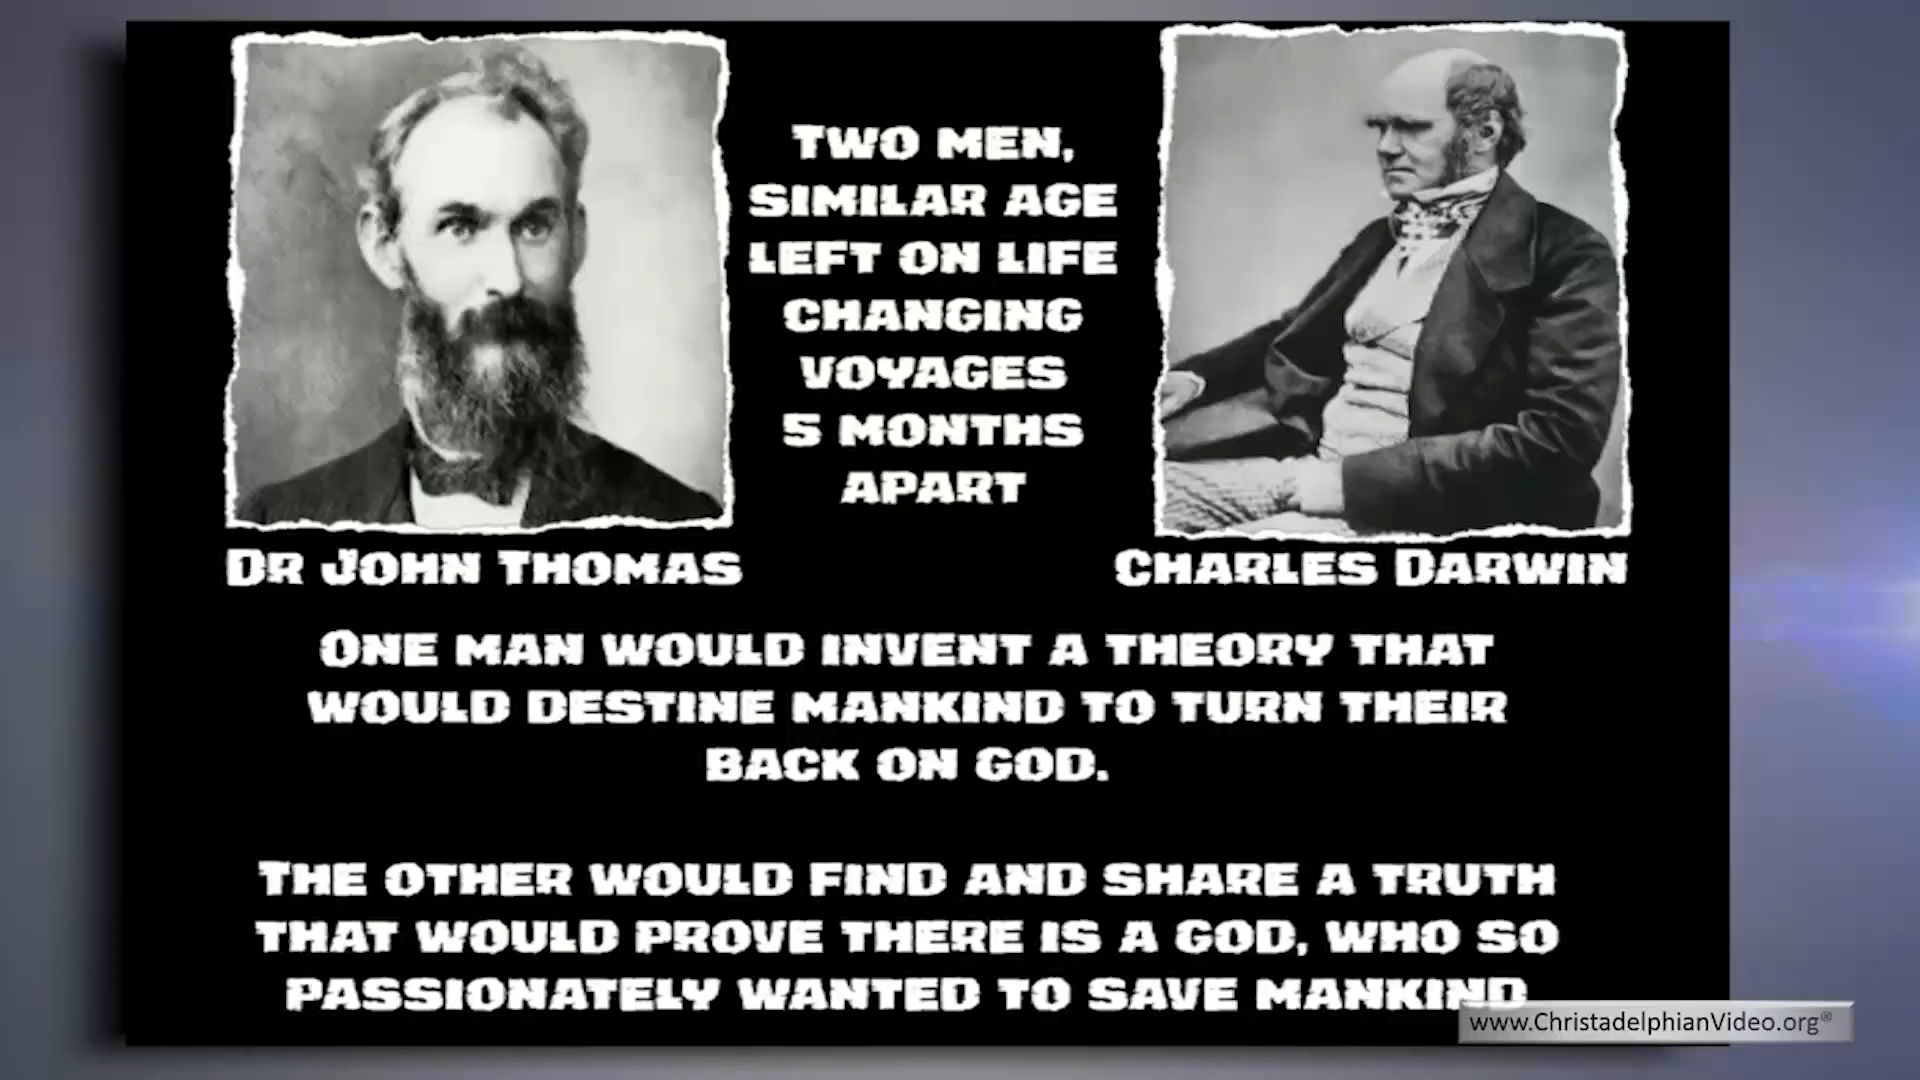 Two men,
similar age
left on life
changing
voyages
5 months
apart
Dr John Thomas
Charles Darwin
One man would invent a theory that
would destine mankind to turn their
back on God.
The other would find and share a truth
that would prove there is a God, who so
passionately wanted to save mankind
www.ChristadelphianVideo.org®